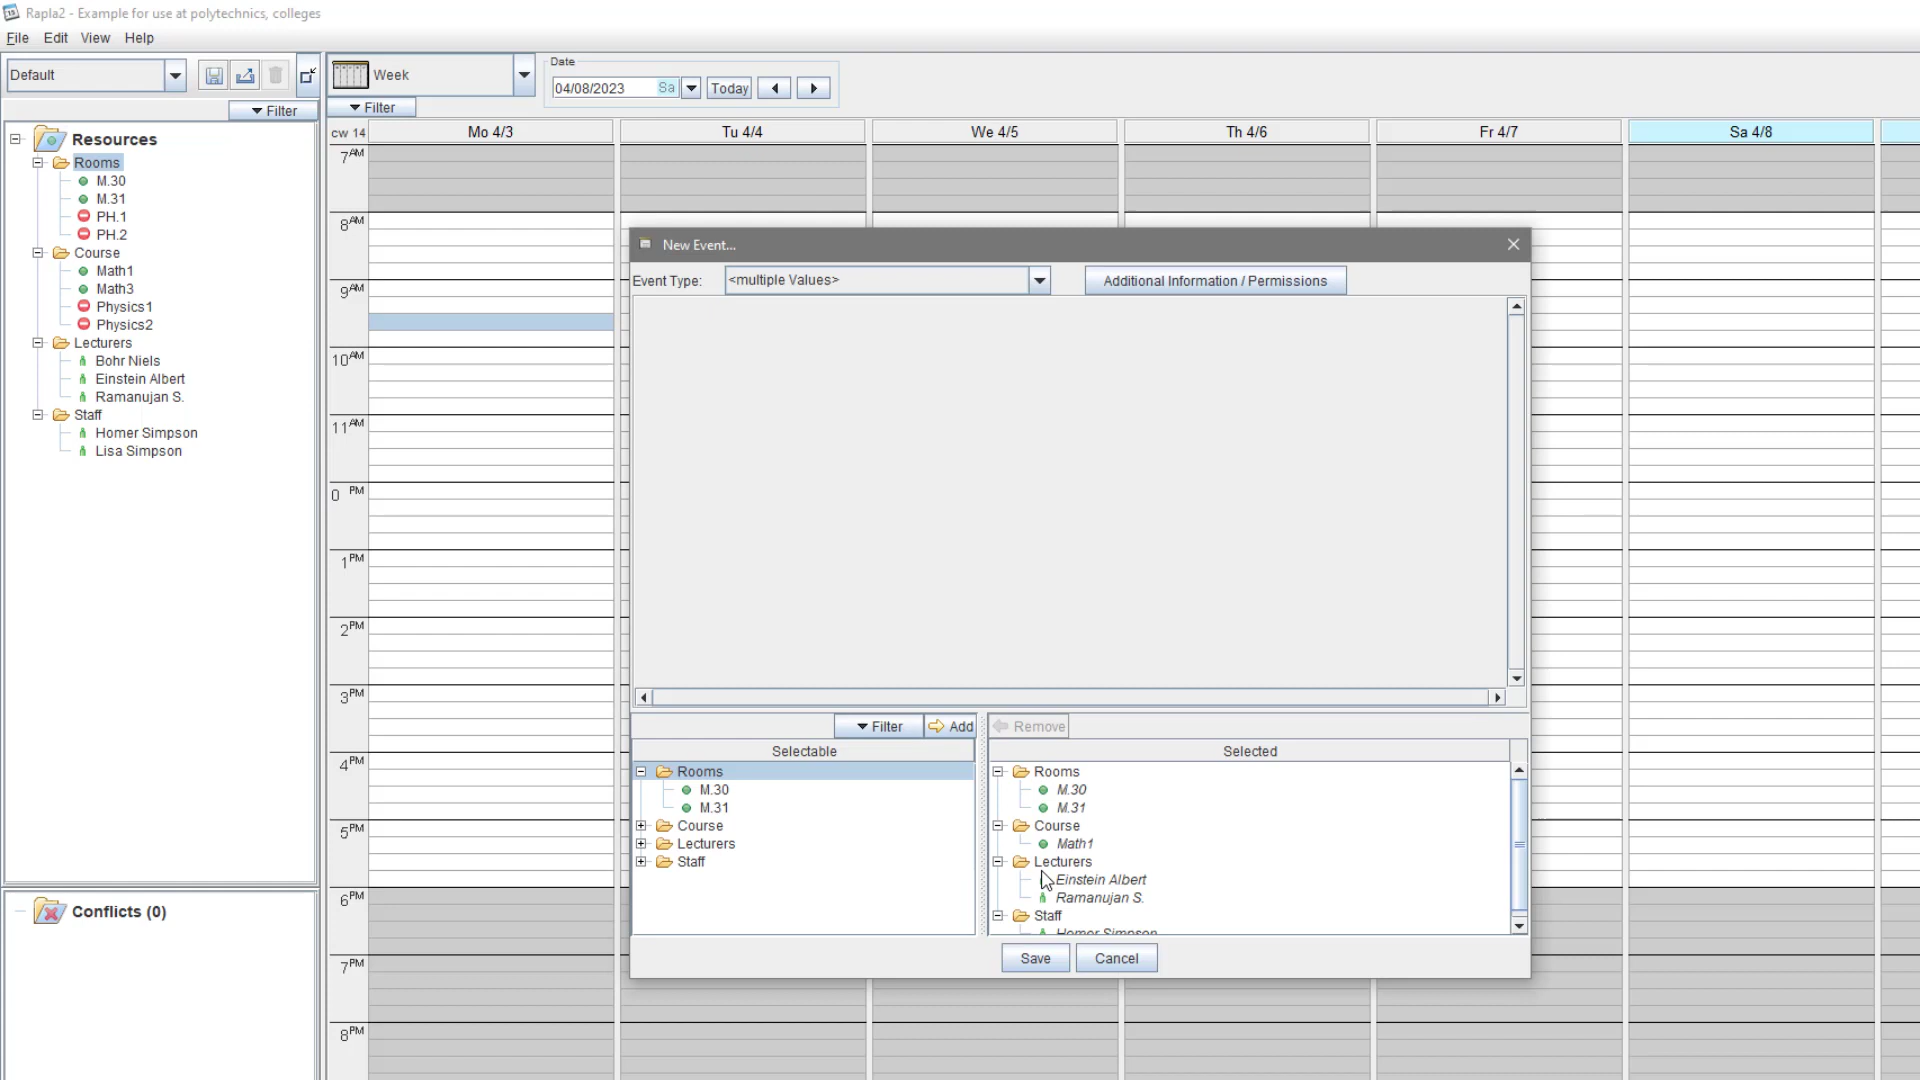 Rapla2 - Example for use at polytechnics, colleges
File Edit View Help
Default
Filter
Resources
Rooms
M.30
M.31
PH.1
PH.2
Course
Math1
Math3
Physics1
Physics2
Lecturers
Bohr Niels
Einstein Albert
Ramanujan S.
Staff
Homer Simpson
Lisa Simpson
Conflicts (0)
Week
Date
04/08/2023 Sa Today
Filter
cw 14 Mo 4/3 Tu 4/4 We 4/5 Th 4/6 Fr 4/7 Sa 4/8
7AM
8AM
9AM
10AM
11AM
0 PM
1PM
2PM
3PM
4PM
5PM
6PM
7PM
8PM
New Event...
Event Type: <multiple Values> Additional Information / Permissions
Filter Add Remove
Selectable
Rooms
M.30
M.31
Course
Lecturers
Staff
Selected
Rooms
M.30
M.31
Course
Math1
Lecturers
Einstein Albert
Ramanujan S.
Staff
Homer Simpson
Save Cancel